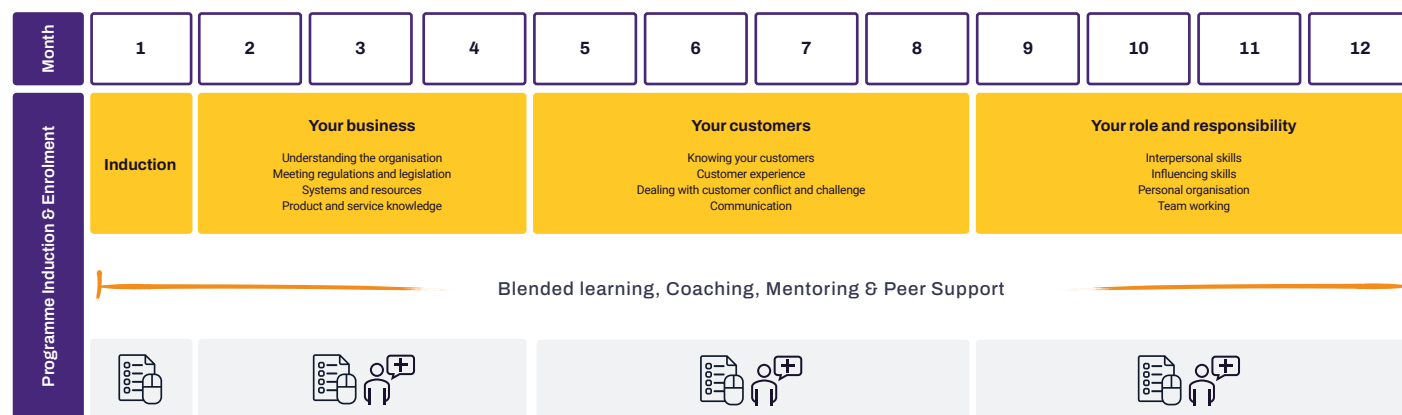 Month
1
2
3
4
5
6
7
8
9
10
11
12
Programme Induction & Enrolment
Induction
Your business
Understanding the organisation
Meeting regulations and legislation
Systems and resources
Product and service knowledge
Your customers
Knowing your customers
Customer experience
Dealing with customer conflict and challenge
Communication
Your role and responsibility
Interpersonal skills
Influencing skills
Personal organisation
Team working
Blended learning, Coaching, Mentoring & Peer Support